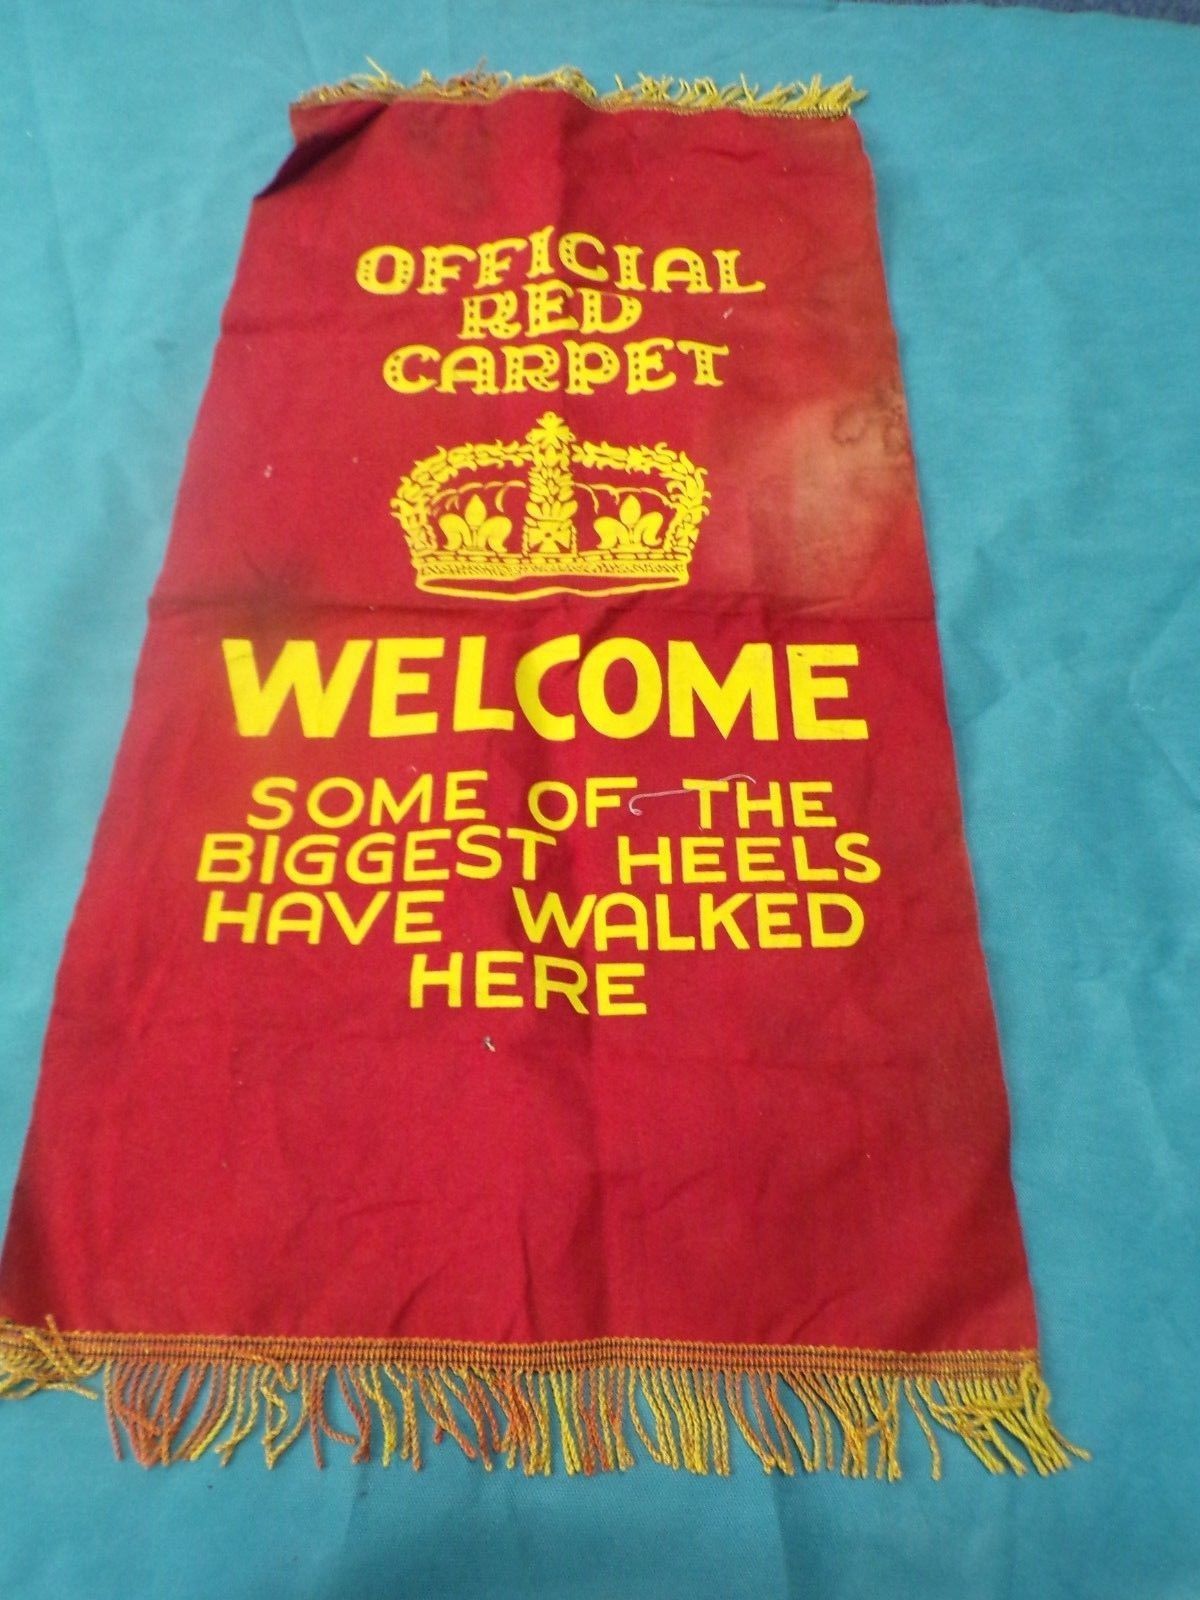 OFFICIAL
RED
CARPET
WELCOME
SOME OF THE
BIGGEST HEELS
HAVE WALKED
HERE